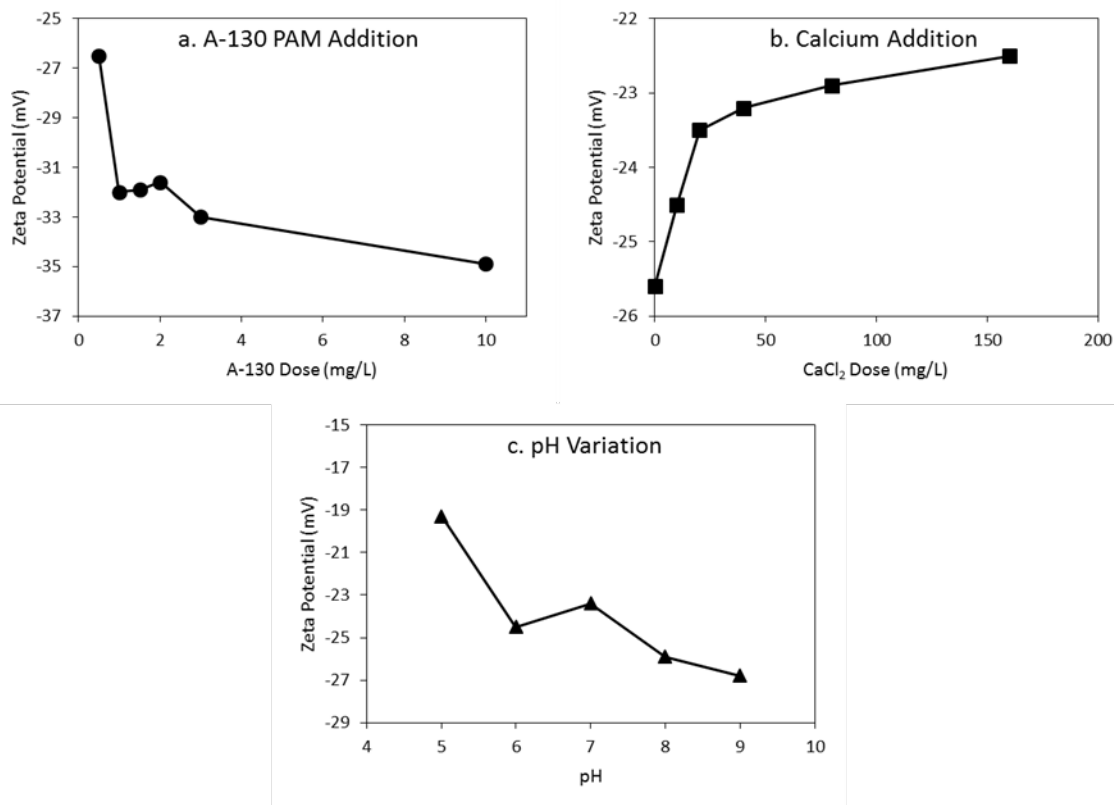 a. A-130 PAM Addition
Zeta Potential (mV)
-25
-27
-29
-31
-33
-35
-37
0 2 4 6 8 10
A-130 Dose (mg/L)
b. Calcium Addition
Zeta Potential (mV)
-22
-23
-24
-25
-26
0 50 100 150 200
CaCl₂ Dose (mg/L)
c. pH Variation
Zeta Potential (mV)
-15
-17
-19
-21
-23
-25
-27
-29
4 5 6 7 8 9 10
pH